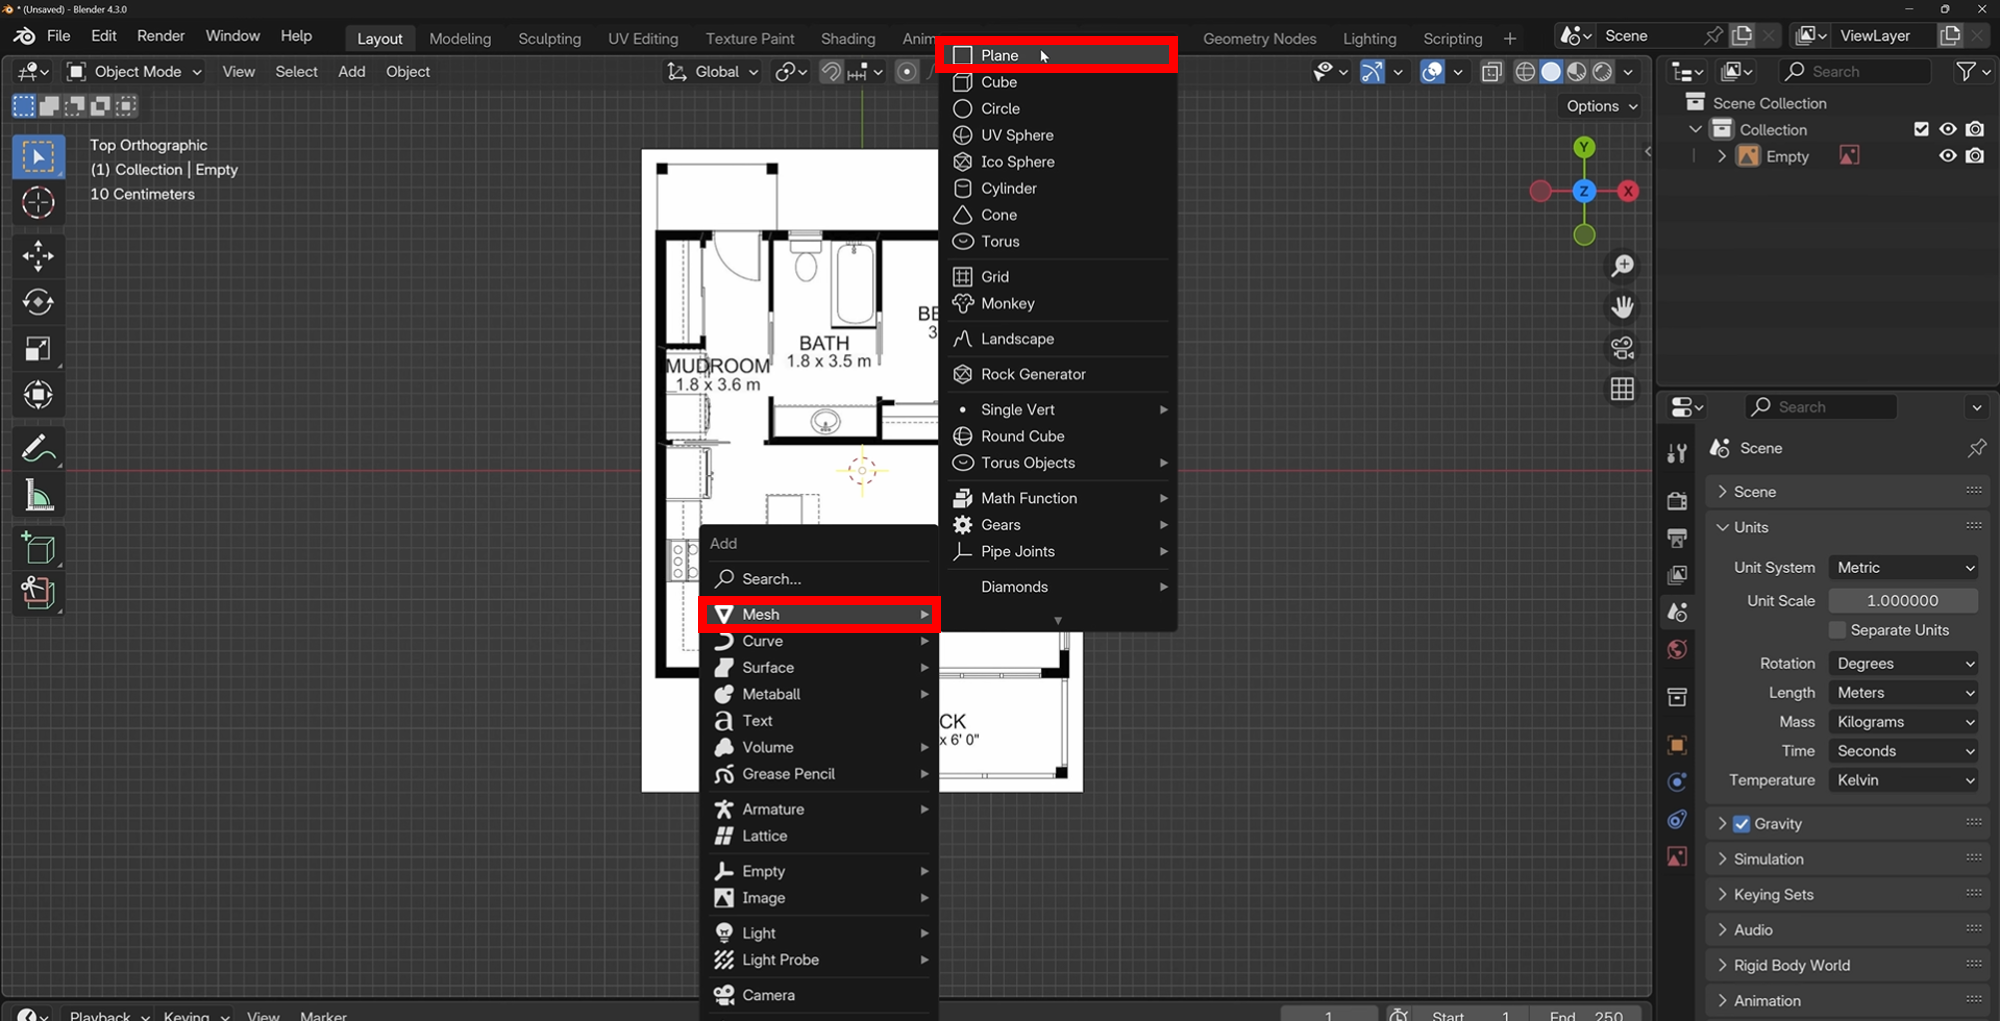 * (Unsaved) - Blender 4.3.0
File Edit Render Window Help
Layout Modeling Sculpting UV Editing Texture Paint Shading Geometry Nodes Lighting Scripting
Scene
ViewLayer
Object Mode View Select Add Object
Global
Options
Search
Top Orthographic
(1) Collection | Empty
10 Centimeters
Plane
Cube
Circle
UV Sphere
Ico Sphere
Cylinder
Cone
Torus
Grid
Monkey
Landscape
Rock Generator
Single Vert
Round Cube
Torus Objects
Math Function
Gears
Pipe Joints
Diamonds
Add
Search...
Mesh
Curve
Surface
Metaball
Text
Volume
Grease Pencil
Armature
Lattice
Empty
Image
Light
Light Probe
Camera
BATH
1.8 x 3.5 m
MUDROOM
1.8 x 3.6 m
BE
3
CK
x 6' 0"
Y
Z
X
Scene Collection
Collection
Empty
Search
Scene
Scene
Units
Unit System Metric
Unit Scale 1.000000
Separate Units
Rotation Degrees
Length Meters
Mass Kilograms
Time Seconds
Temperature Kelvin
Gravity
Simulation
Keying Sets
Audio
Rigid Body World
Animation
Playback Keying View Marker
1
Start 1
End 250